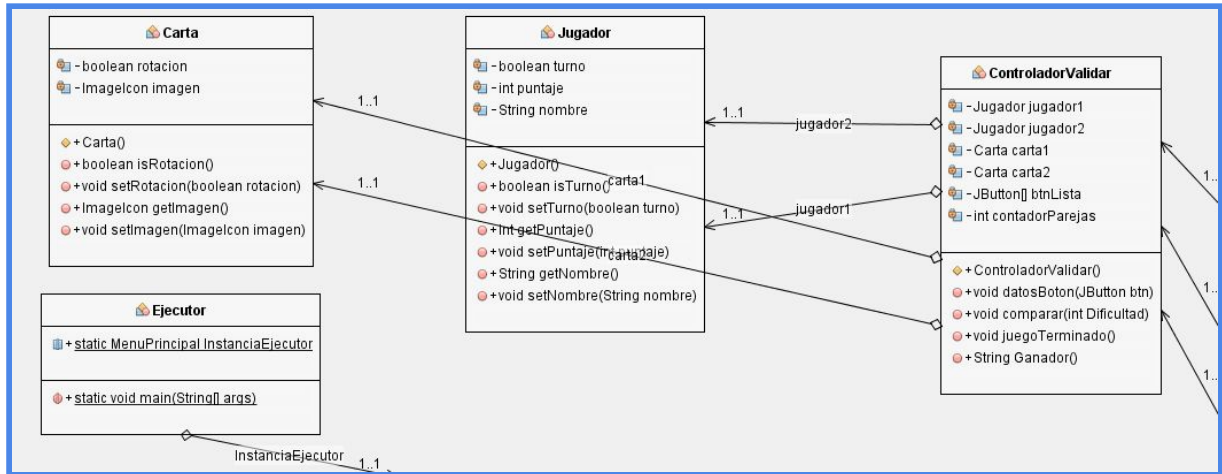 Carta
- boolean rotacion
- ImageIcon imagen
+ Carta()
+ boolean isRotacion()
+ void setRotacion(boolean rotacion)
+ ImageIcon getImagen()
+ void setImagen(ImageIcon imagen)
Jugador
- boolean turno
- int puntaje
- String nombre
+ Jugador()
+ boolean isTurno()
+ void setTurno(boolean turno)
+ int getPuntaje()
+ void setPuntaje(int puntaje)
+ String getNombre()
+ void setNombre(String nombre)
ControladorValidar
- Jugador jugador1
- Jugador jugador2
- Carta carta1
- Carta carta2
- JButton[] btnLista
- int contadorParejas
+ ControladorValidar()
+ void datosBoton(JButton btn)
+ void comparar(int Dificultad)
+ void juegoTerminado()
+ String Ganador()
Ejecutor
+ static MenuPrincipal InstanciaEjecutor
+ static void main(String[] args)
1..1
carta1
1..1
carta2
1..1
jugador2
1..1
jugador1
InstanciaEjecutor
1..1
1..
1..
1..